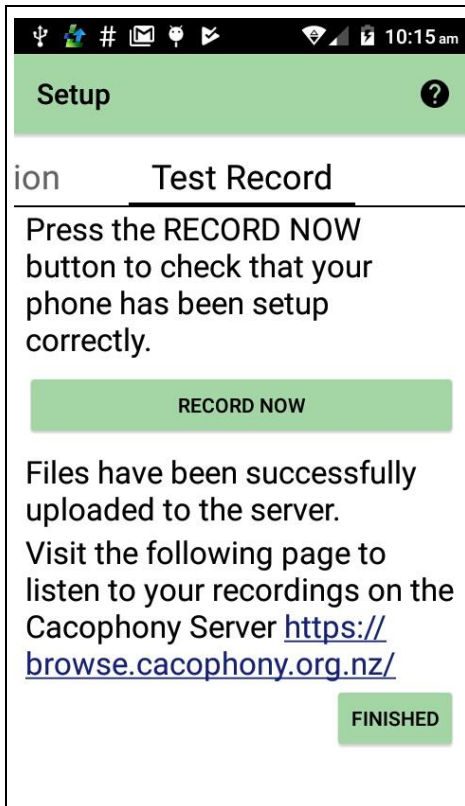 10:15 am
Setup
ion Test Record
Press the RECORD NOW
button to check that your
phone has been setup
correctly.
RECORD NOW
Files have been successfully
uploaded to the server.
Visit the following page to
listen to your recordings on the
Cacophony Server https://
browse.cacophony.org.nz/
FINISHED